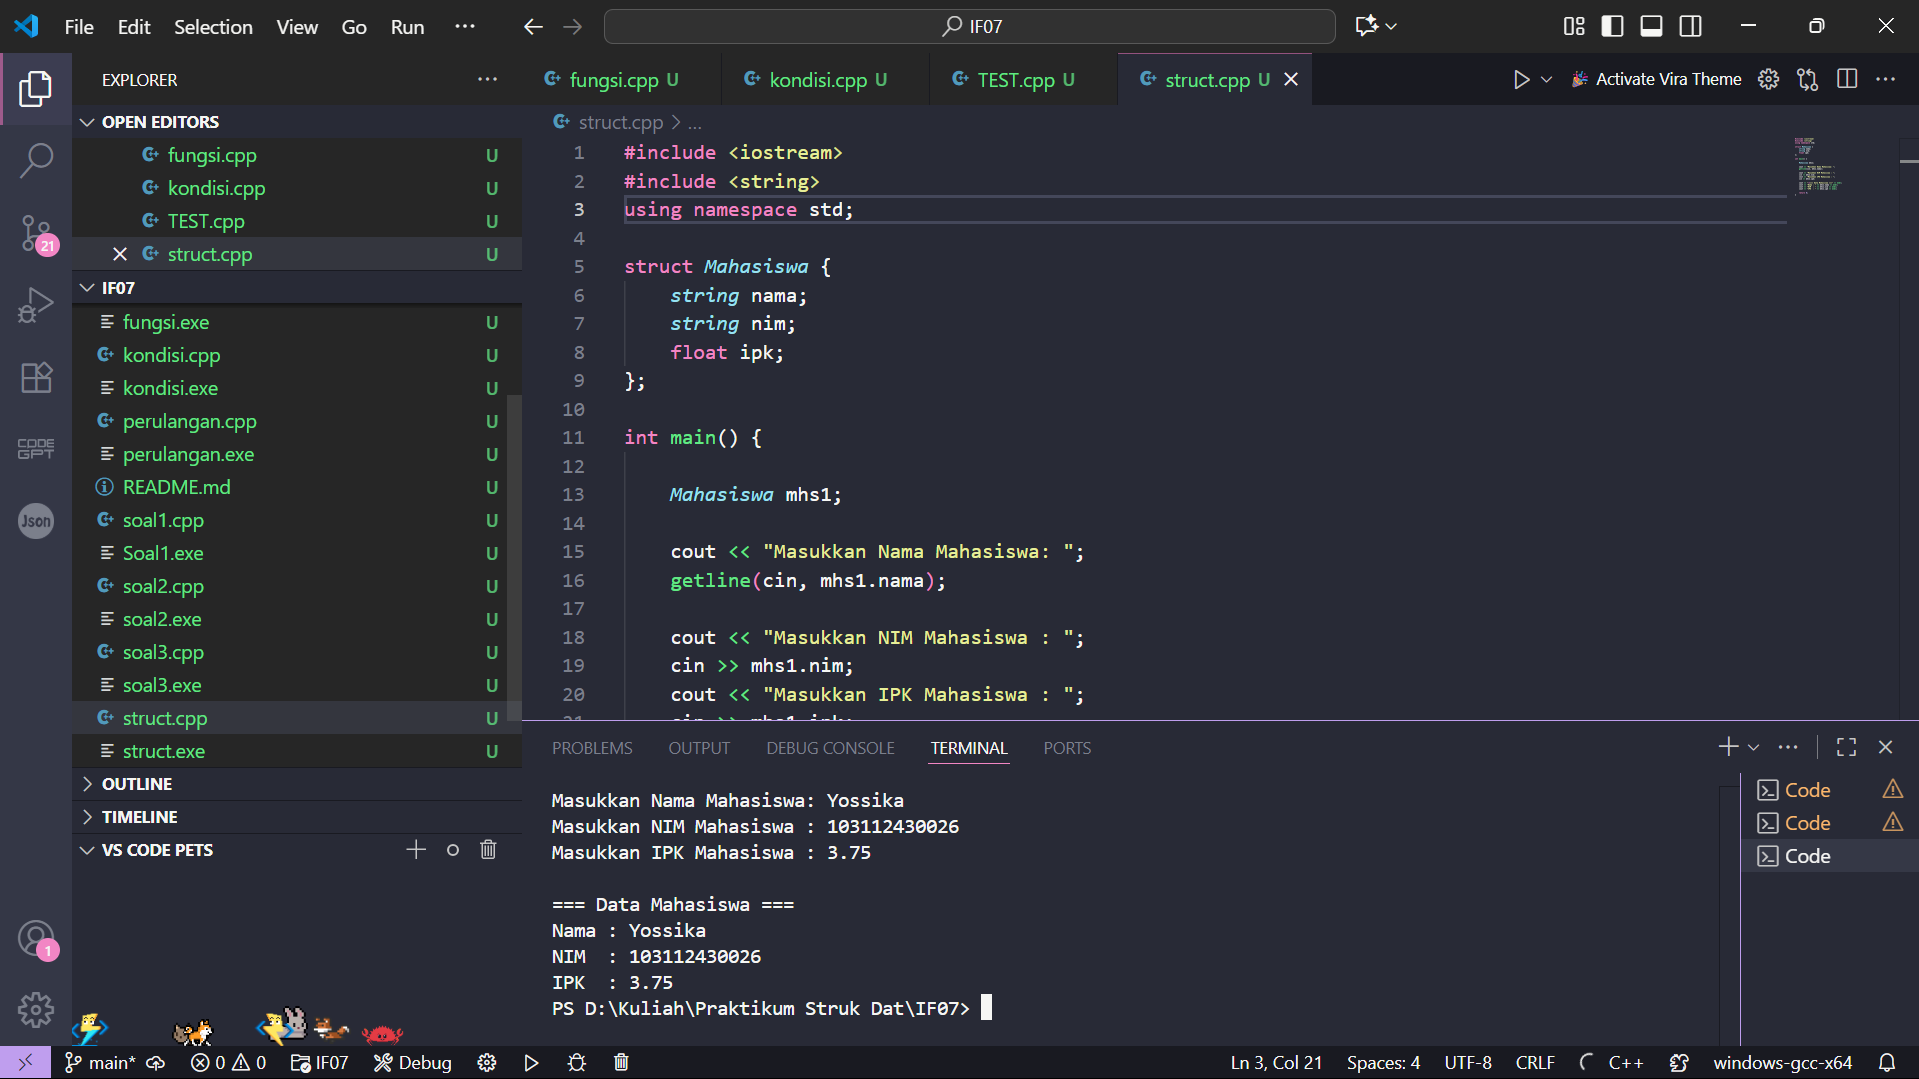 File Edit Selection View Go Run ··· IF07
EXPLORER
OPEN EDITORS
fungsi.cpp U
kondisi.cpp U
TEST.cpp U
struct.cpp U
IF07
fungsi.exe U
kondisi.cpp U
kondisi.exe U
perulangan.cpp U
perulangan.exe U
README.md U
soal1.cpp U
Soal1.exe U
soal2.cpp U
soal2.exe U
soal3.cpp U
soal3.exe U
struct.cpp U
struct.exe U
OUTLINE
TIMELINE
VS CODE PETS
21
CODE
GPT
Json
1
fungsi.cpp U kondisi.cpp U TEST.cpp U struct.cpp U Activate Vira Theme
struct.cpp > ...
1 #include <iostream>
2 #include <string>
3 using namespace std;
4
5 struct Mahasiswa {
6 string nama;
7 string nim;
8 float ipk;
9 };
10
11 int main() {
12
13 Mahasiswa mhs1;
14
15 cout << "Masukkan Nama Mahasiswa: ";
16 getline(cin, mhs1.nama);
17
18 cout << "Masukkan NIM Mahasiswa : ";
19 cin >> mhs1.nim;
20 cout << "Masukkan IPK Mahasiswa : ";
PROBLEMS OUTPUT DEBUG CONSOLE TERMINAL PORTS
Masukkan Nama Mahasiswa: Yossika
Masukkan NIM Mahasiswa : 103112430026
Masukkan IPK Mahasiswa : 3.75
=== Data Mahasiswa ===
Nama : Yossika
NIM : 103112430026
IPK : 3.75
PS D:\Kuliah\Praktikum Struk Dat\IF07>
Code
Code
Code
main* 0 0 IF07 Debug Ln 3, Col 21 Spaces: 4 UTF-8 CRLF C++ windows-gcc-x64